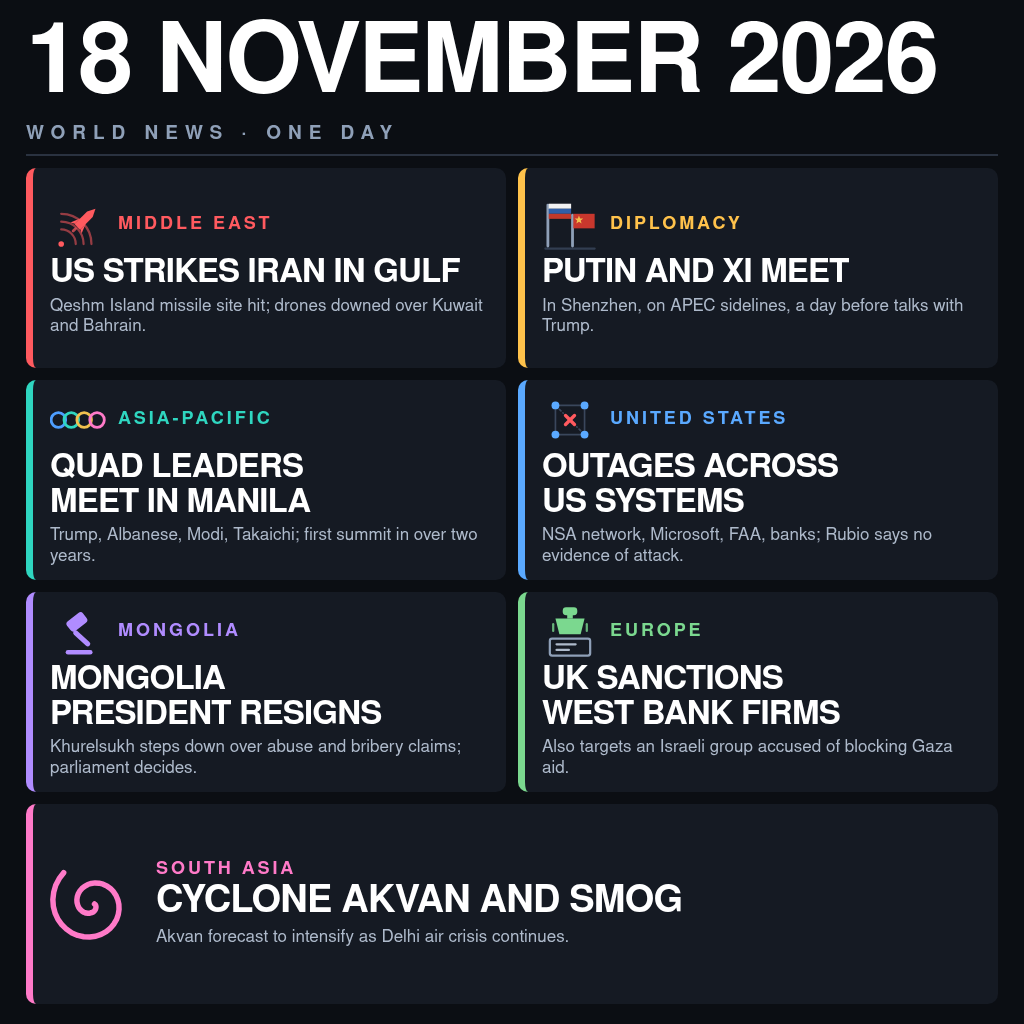 18 NOVEMBER 2026
WORLD NEWS · ONE DAY
MIDDLE EAST
US STRIKES IRAN IN GULF
Qeshm Island missile site hit; drones downed over Kuwait
and Bahrain.
DIPLOMACY
PUTIN AND XI MEET
In Shenzhen, on APEC sidelines, a day before talks with
Trump.
ASIA-PACIFIC
QUAD LEADERS
MEET IN MANILA
Trump, Albanese, Modi, Takaichi; first summit in over two
years.
UNITED STATES
OUTAGES ACROSS
US SYSTEMS
NSA network, Microsoft, FAA, banks; Rubio says no
evidence of attack.
MONGOLIA
MONGOLIA
PRESIDENT RESIGNS
Khurelsukh steps down over abuse and bribery claims;
parliament decides.
EUROPE
UK SANCTIONS
WEST BANK FIRMS
Also targets an Israeli group accused of blocking Gaza
aid.
SOUTH ASIA
CYCLONE AKVAN AND SMOG
Akvan forecast to intensify as Delhi air crisis continues.